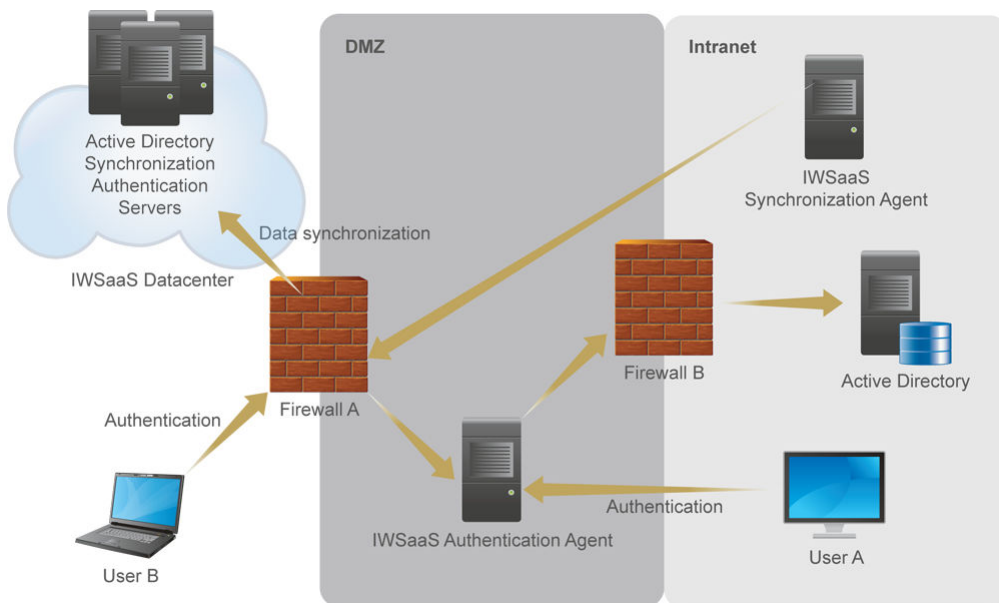 DMZ
Intranet
Active Directory
Synchronization
Authentication
Servers
IWSaaS
Synchronization Agent
Data synchronization
IWSaaS Datacenter
Firewall B
Active Directory
Firewall A
Authentication
Authentication
IWSaaS Authentication Agent
User B
User A